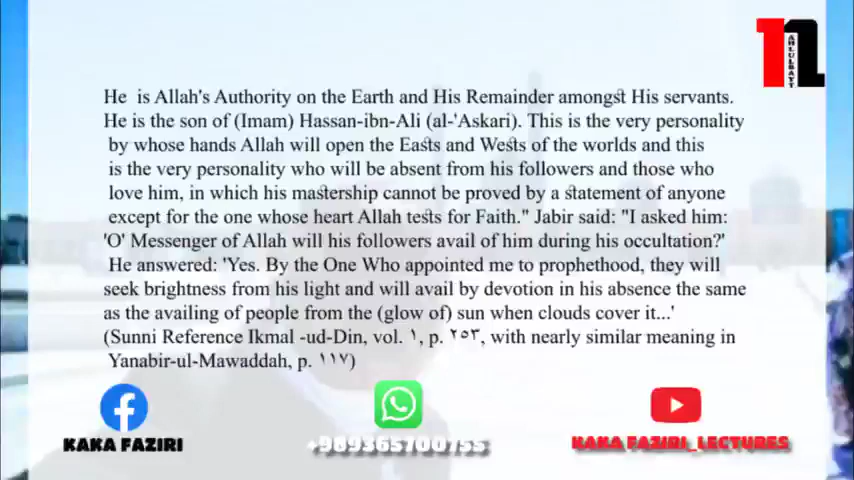 12
AHLULBAYT
He is Allah's Authority on the Earth and His Remainder amongst His servants.
He is the son of (Imam) Hassan-ibn-Ali (al-'Askari). This is the very personality
by whose hands Allah will open the Easts and Wests of the worlds and this
is the very personality who will be absent from his followers and those who
love him, in which his mastership cannot be proved by a statement of anyone
except for the one whose heart Allah tests for Faith." Jabir said: "I asked him:
'O' Messenger of Allah will his followers avail of him during his occultation?'
He answered: 'Yes. By the One Who appointed me to prophethood, they will
seek brightness from his light and will avail by devotion in his absence the same
as the availing of people from the (glow of) sun when clouds cover it...'
(Sunni Reference Ikmal -ud-Din, vol. ١, p. ٢٥٣, with nearly similar meaning in
Yanabir-ul-Mawaddah, p. ١١٧)
KAKA FAZIRI
+989365700755
KAKA FAZIRI_LECTURES